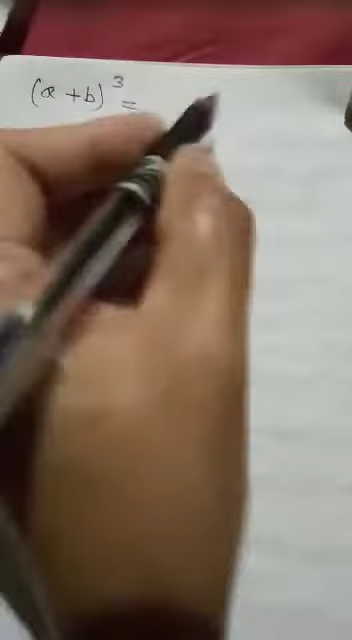 (a + b)³ =